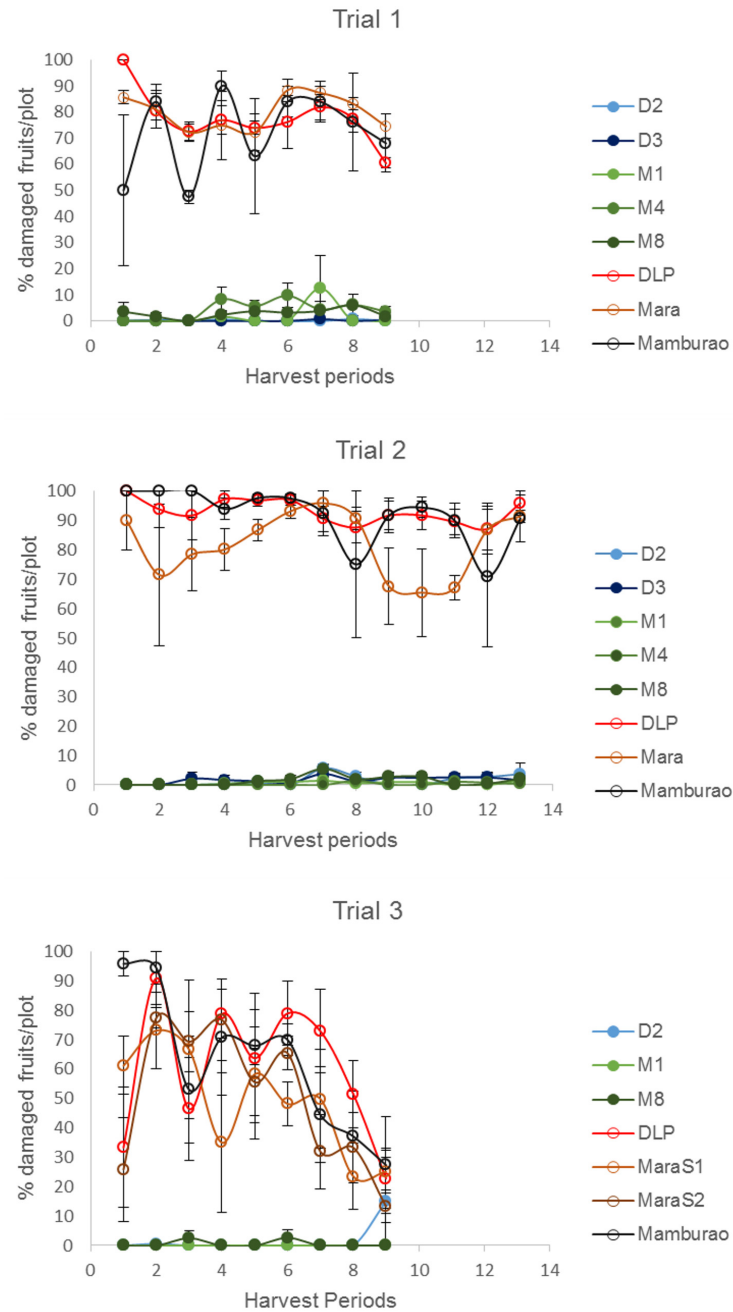 Trial 1
% damaged fruits/plot
100
90
80
70
60
50
40
30
20
10
0
0 2 4 6 8 10 12 14
Harvest periods
D2
D3
M1
M4
M8
DLP
Mara
Mamburao
Trial 2
% damaged fruits/plot
100
90
80
70
60
50
40
30
20
10
0
0 2 4 6 8 10 12 14
Harvest periods
D2
D3
M1
M4
M8
DLP
Mara
Mamburao
Trial 3
% damaged fruits/plot
100
90
80
70
60
50
40
30
20
10
0
0 2 4 6 8 10 12 14
Harvest Periods
D2
M1
M8
DLP
MaraS1
MaraS2
Mamburao